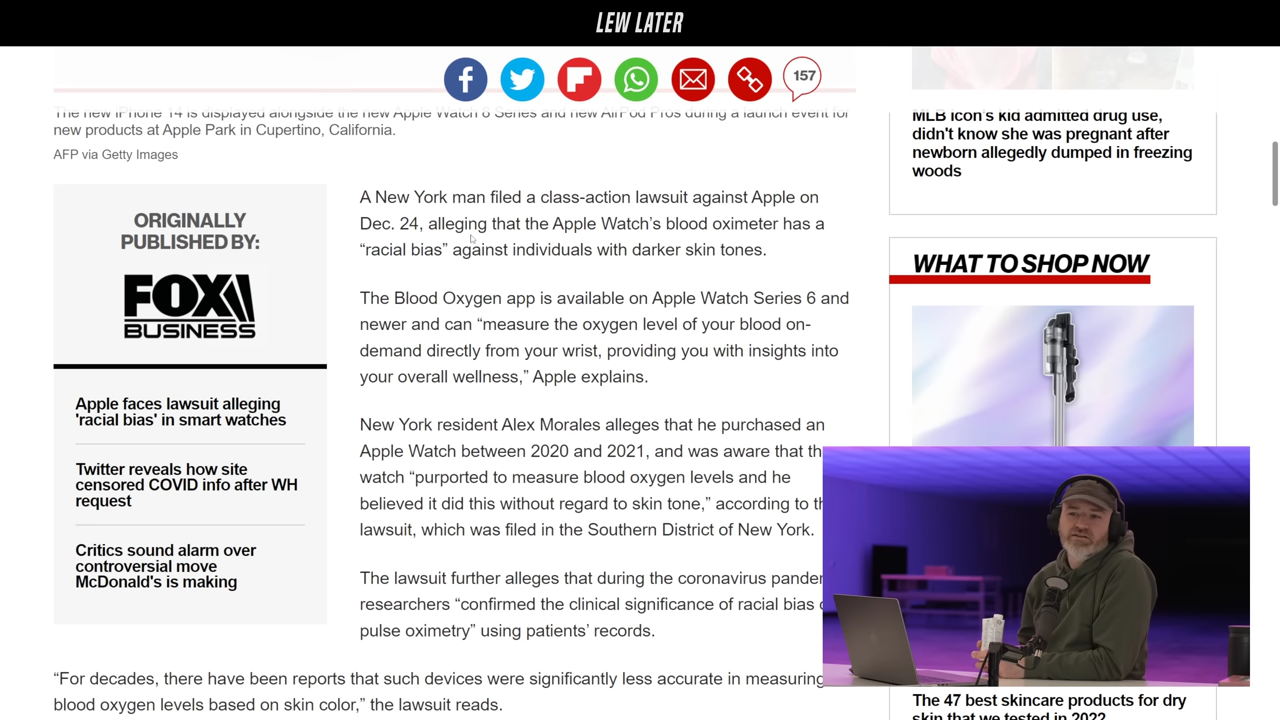 LEW LATER
157
The new iPhone 14 is displayed alongside the new Apple Watch 8 Series and new AirPod Pros during a launch event for
new products at Apple Park in Cupertino, California.
AFP via Getty Images
ORIGINALLY
PUBLISHED BY:
FOX
BUSINESS
Apple faces lawsuit alleging
'racial bias' in smart watches
Twitter reveals how site
censored COVID info after WH
request
Critics sound alarm over
controversial move
McDonald's is making
A New York man filed a class-action lawsuit against Apple on
Dec. 24, alleging that the Apple Watch’s blood oximeter has a
“racial bias” against individuals with darker skin tones.
The Blood Oxygen app is available on Apple Watch Series 6 and
newer and can “measure the oxygen level of your blood on-
demand directly from your wrist, providing you with insights into
your overall wellness,” Apple explains.
New York resident Alex Morales alleges that he purchased an
Apple Watch between 2020 and 2021, and was aware that th
watch “purported to measure blood oxygen levels and he
believed it did this without regard to skin tone,” according to th
lawsuit, which was filed in the Southern District of New York.
The lawsuit further alleges that during the coronavirus pander
researchers “confirmed the clinical significance of racial bias
pulse oximetry” using patients’ records.
“For decades, there have been reports that such devices were significantly less accurate in measuring
blood oxygen levels based on skin color,” the lawsuit reads.
MLB icon's kid admitted drug use,
didn't know she was pregnant after
newborn allegedly dumped in freezing
woods
WHAT TO SHOP NOW
The 47 best skincare products for dry
skin that we tested in 2022